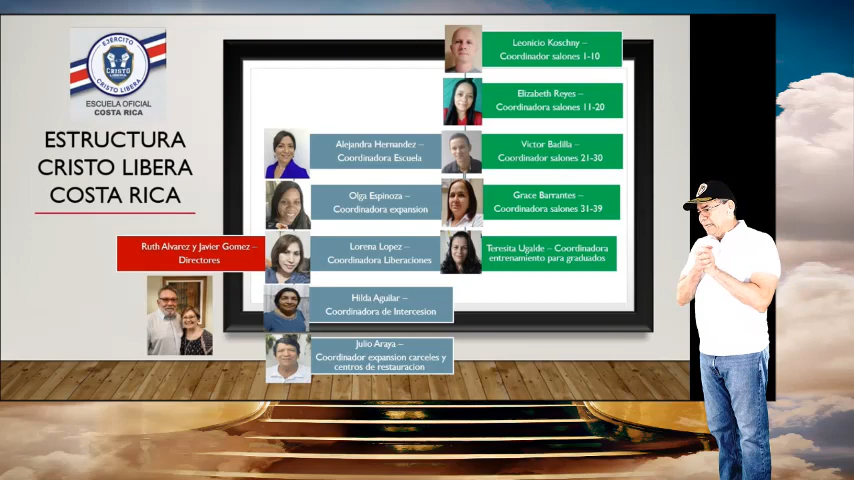 EJÉRCITO
CRISTO
CRISTO LIBERA
ESCUELA OFICIAL
COSTA RICA
ESTRUCTURA
CRISTO LIBERA
COSTA RICA
Ruth Alvarez y Javier Gomez –
Directores
Alejandra Hernandez –
Coordinadora Escuela
Olga Espinoza –
Coordinadora expansion
Lorena Lopez –
Coordinadora Liberaciones
Hilda Aguilar –
Coordinadora de Intercesion
Julio Araya –
Coordinador expansion carceles y
centros de restauracion
Leonicio Koschny –
Coordinador salones 1-10
Elizabeth Reyes –
Coordinadora salones 11-20
Victor Badilla –
Coordinador salones 21-30
Grace Barrantes –
Coordinadora salones 31-39
Teresita Ugalde – Coordinadora
entrenamiento para graduados